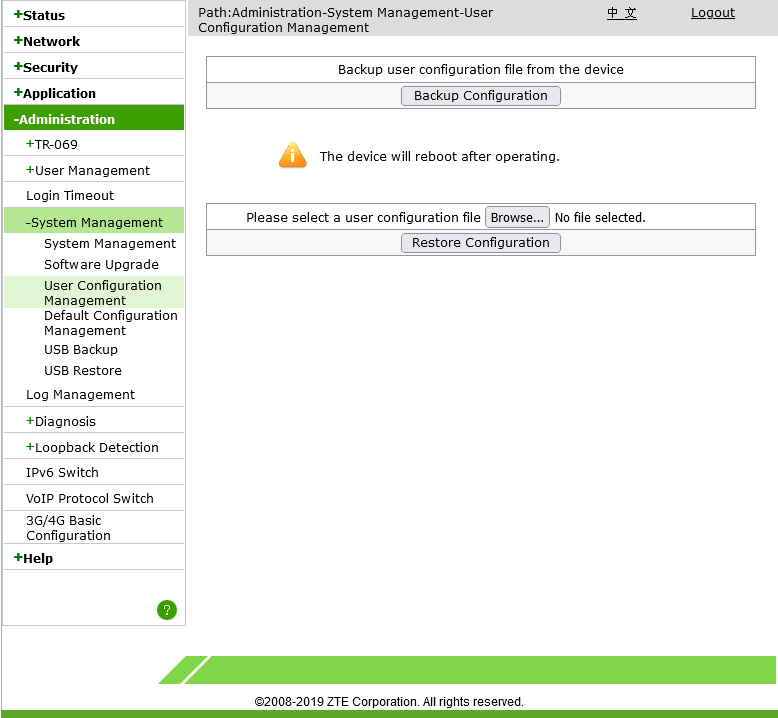 +Status
+Network
+Security
+Application
-Administration
+TR-069
+User Management
Login Timeout
-System Management
System Management
Software Upgrade
User Configuration
Management
Default Configuration
Management
USB Backup
USB Restore
Log Management
+Diagnosis
+Loopback Detection
IPv6 Switch
VoIP Protocol Switch
3G/4G Basic
Configuration
+Help
?
Path:Administration-System Management-User
Configuration Management
中 文
Logout
Backup user configuration file from the device
Backup Configuration
The device will reboot after operating.
Please select a user configuration file Browse... No file selected.
Restore Configuration
©2008-2019 ZTE Corporation. All rights reserved.